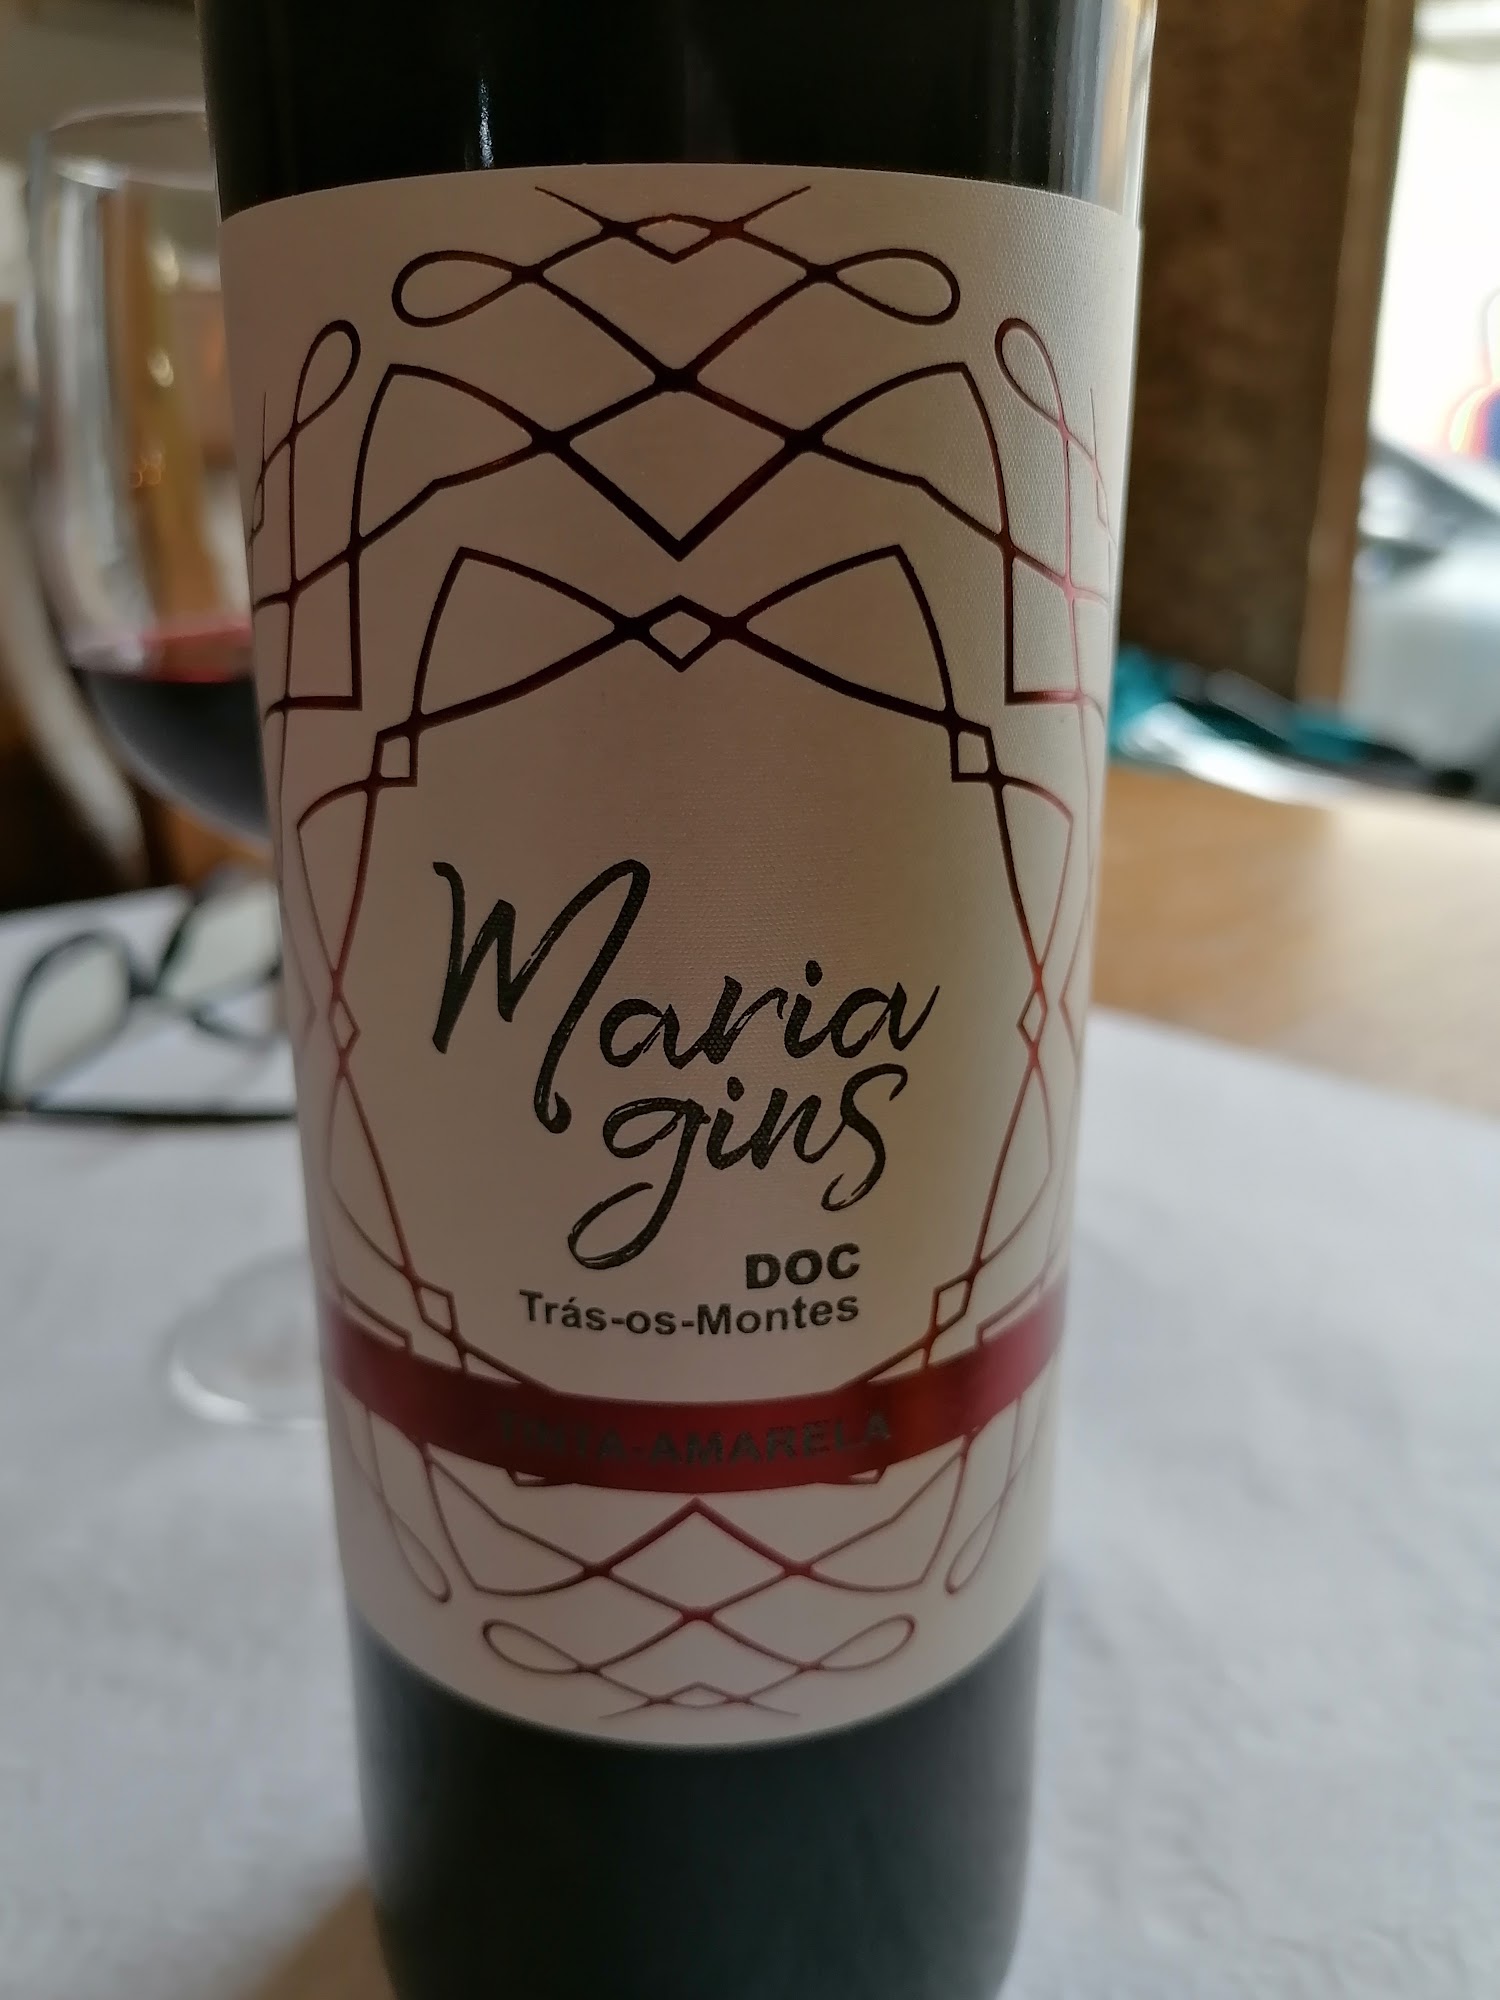 Maria
gins
DOC
Trás-os-Montes
TINTA-AMARELA